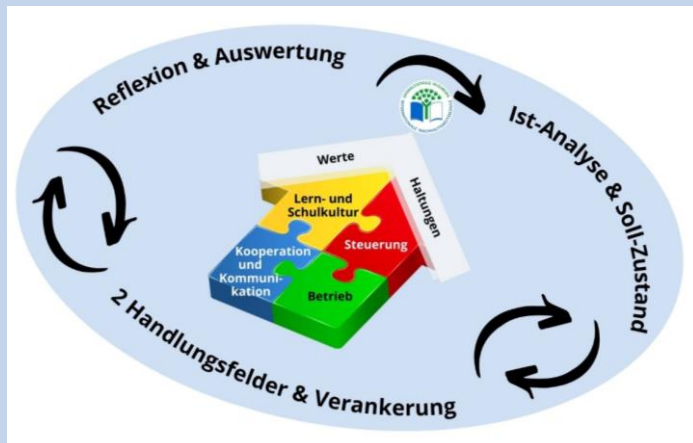 Reflexion & Auswertung
Ist-Analyse & Soll-Zustand
Werte
Haltungen
Lern- und
Schulkultur
Steuerung
Kooperation
und
Kommuni-
kation
Betrieb
2 Handlungsfelder & Verankerung